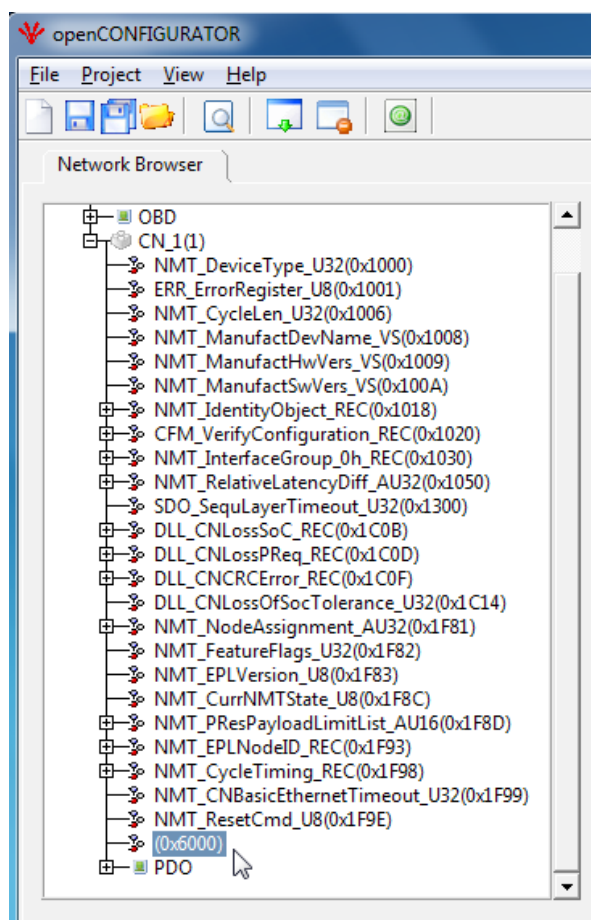 openCONFIGURATOR
File Project View Help
Network Browser
OBD
CN_1(1)
NMT_DeviceType_U32(0x1000)
ERR_ErrorRegister_U8(0x1001)
NMT_CycleLen_U32(0x1006)
NMT_ManufactDevName_VS(0x1008)
NMT_ManufactHwVers_VS(0x1009)
NMT_ManufactSwVers_VS(0x100A)
NMT_IdentityObject_REC(0x1018)
CFM_VerifyConfiguration_REC(0x1020)
NMT_InterfaceGroup_0h_REC(0x1030)
NMT_RelativeLatencyDiff_AU32(0x1050)
SDO_SequLayerTimeout_U32(0x1300)
DLL_CNLossSoC_REC(0x1C0B)
DLL_CNLossPReq_REC(0x1C0D)
DLL_CNCRCError_REC(0x1C0F)
DLL_CNLossOfSocTolerance_U32(0x1C14)
NMT_NodeAssignment_AU32(0x1F81)
NMT_FeatureFlags_U32(0x1F82)
NMT_EPLVersion_U8(0x1F83)
NMT_CurrNMTState_U8(0x1F8C)
NMT_PResPayloadLimitList_AU16(0x1F8D)
NMT_EPLNodeID_REC(0x1F93)
NMT_CycleTiming_REC(0x1F98)
NMT_CNBasicEthernetTimeout_U32(0x1F99)
NMT_ResetCmd_U8(0x1F9E)
(0x6000)
PDO